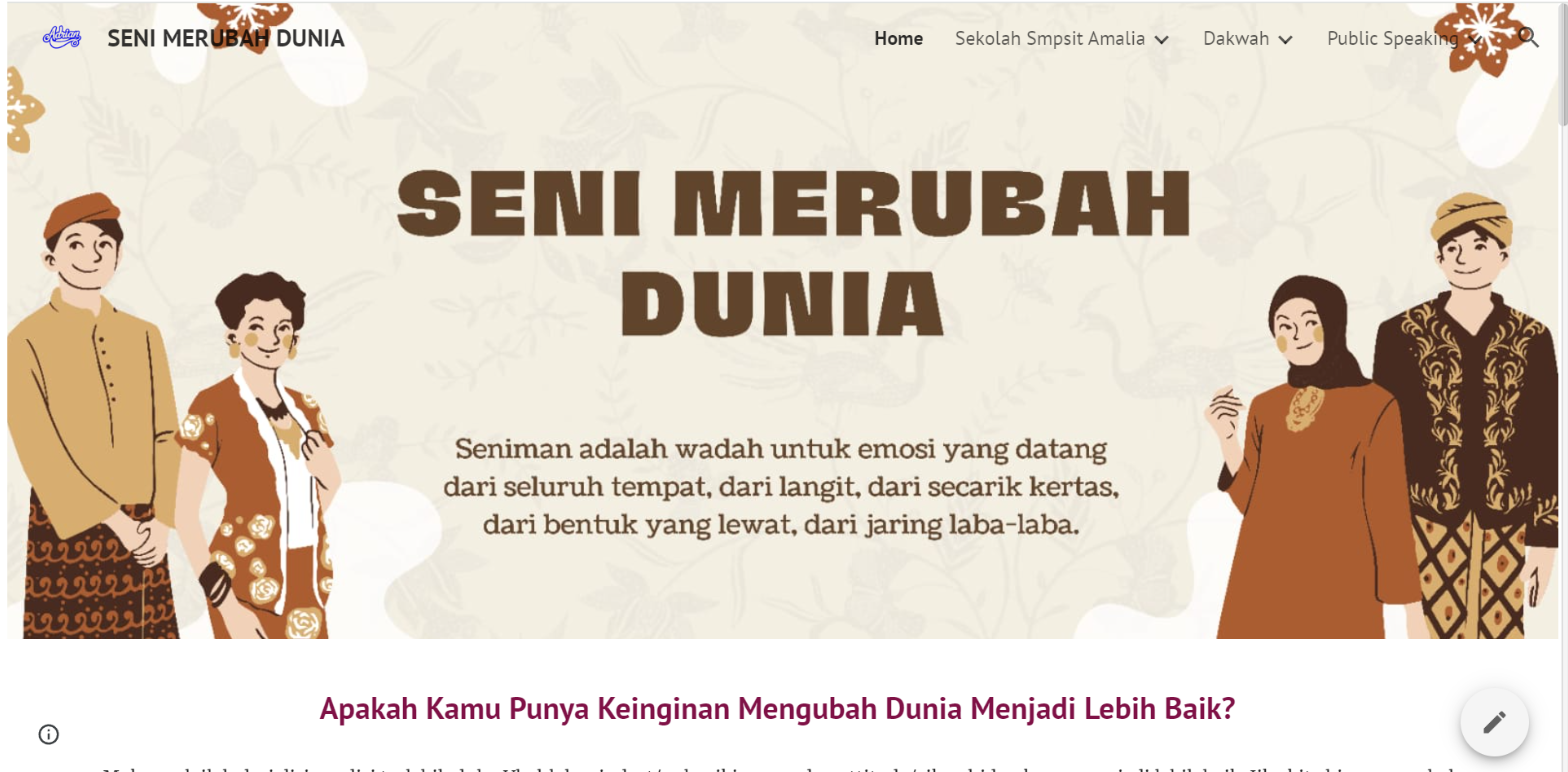 Adrian
SENI MERUBAH DUNIA
Home
Sekolah Smpsit Amalia
Dakwah
Public Speaking
SENI MERUBAH
DUNIA
Seniman adalah wadah untuk emosi yang datang
dari seluruh tempat, dari langit, dari secarik kertas,
dari bentuk yang lewat, dari jaring laba-laba.
Apakah Kamu Punya Keinginan Mengubah Dunia Menjadi Lebih Baik?